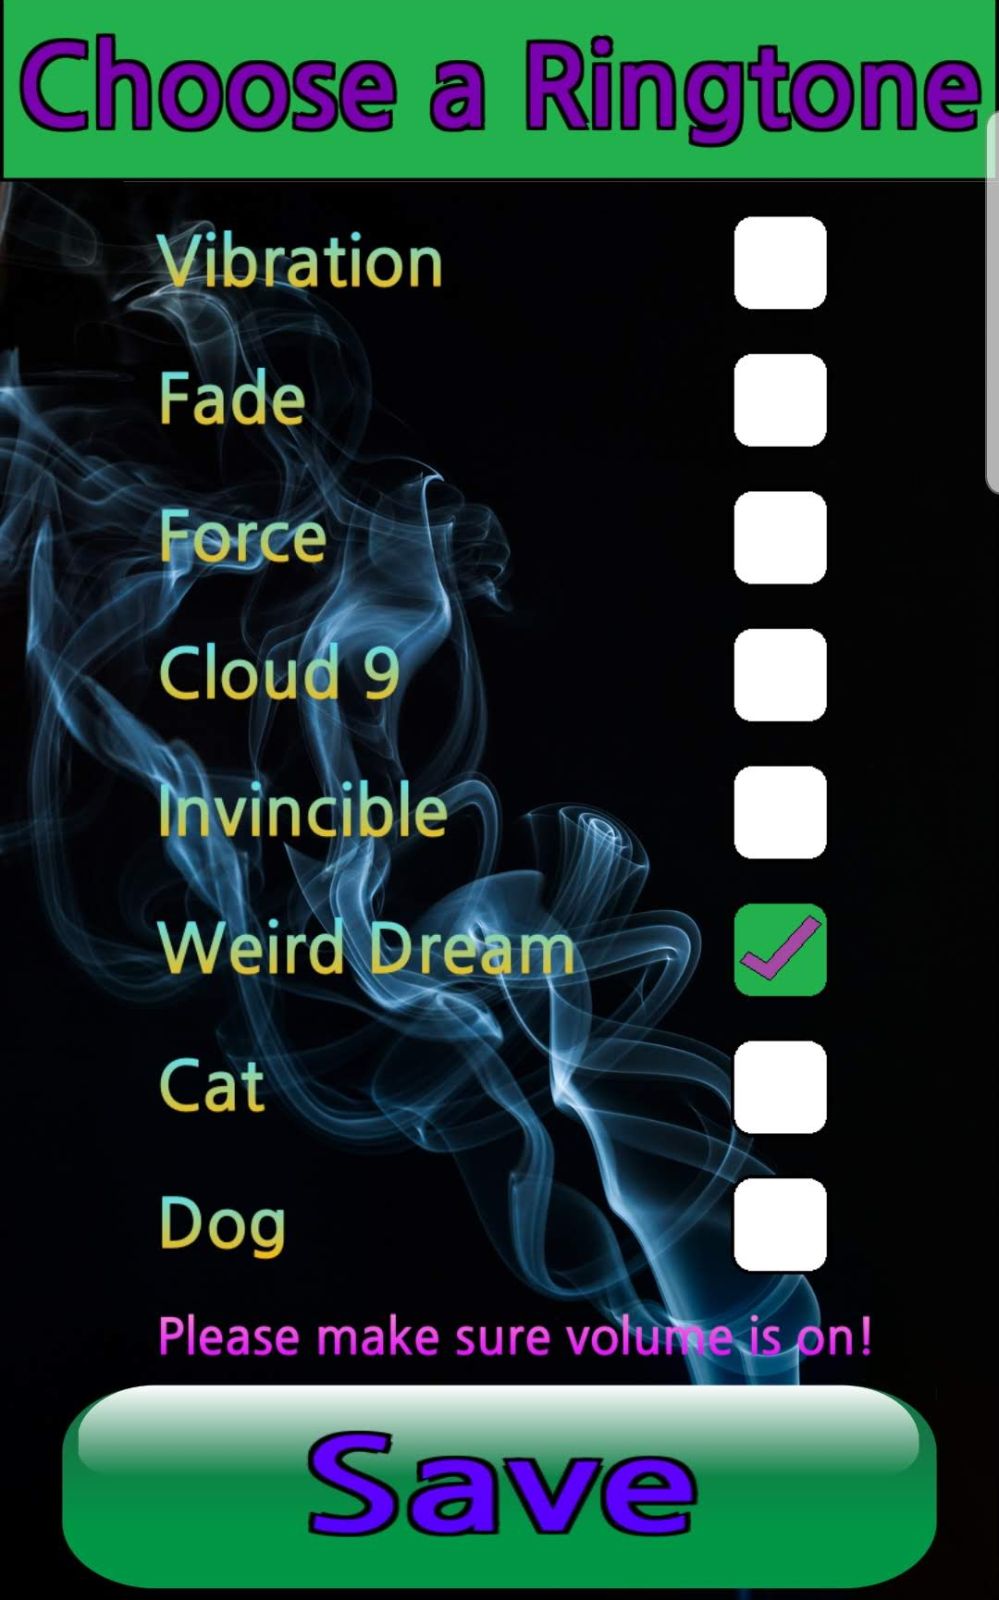 Choose a Ringtone
Vibration
Fade
Force
Cloud 9
Invincible
Weird Dream
Cat
Dog
Please make sure volume is on!
Save